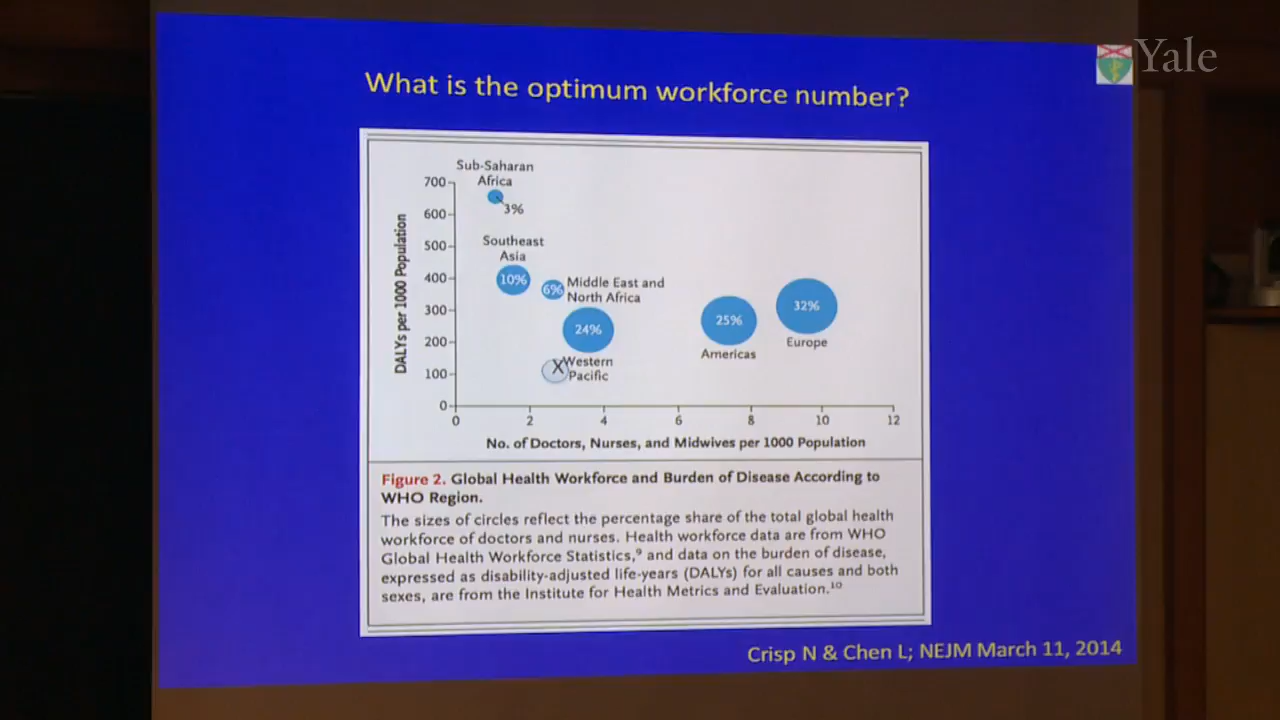 Yale
What is the optimum workforce number?
DALYs per 1000 Population
700
600
500
400
300
200
100
0
Sub-Saharan
Africa
3%
Southeast
Asia
10%
6%
Middle East and
North Africa
24%
X
Western
Pacific
25%
Americas
32%
Europe
0 2 4 6 8 10 12
No. of Doctors, Nurses, and Midwives per 1000 Population
Figure 2. Global Health Workforce and Burden of Disease According to
WHO Region.
The sizes of circles reflect the percentage share of the total global health
workforce of doctors and nurses. Health workforce data are from WHO
Global Health Workforce Statistics,⁹ and data on the burden of disease,
expressed as disability-adjusted life-years (DALYs) for all causes and both
sexes, are from the Institute for Health Metrics and Evaluation.¹⁰
Crisp N & Chen L; NEJM March 11, 2014